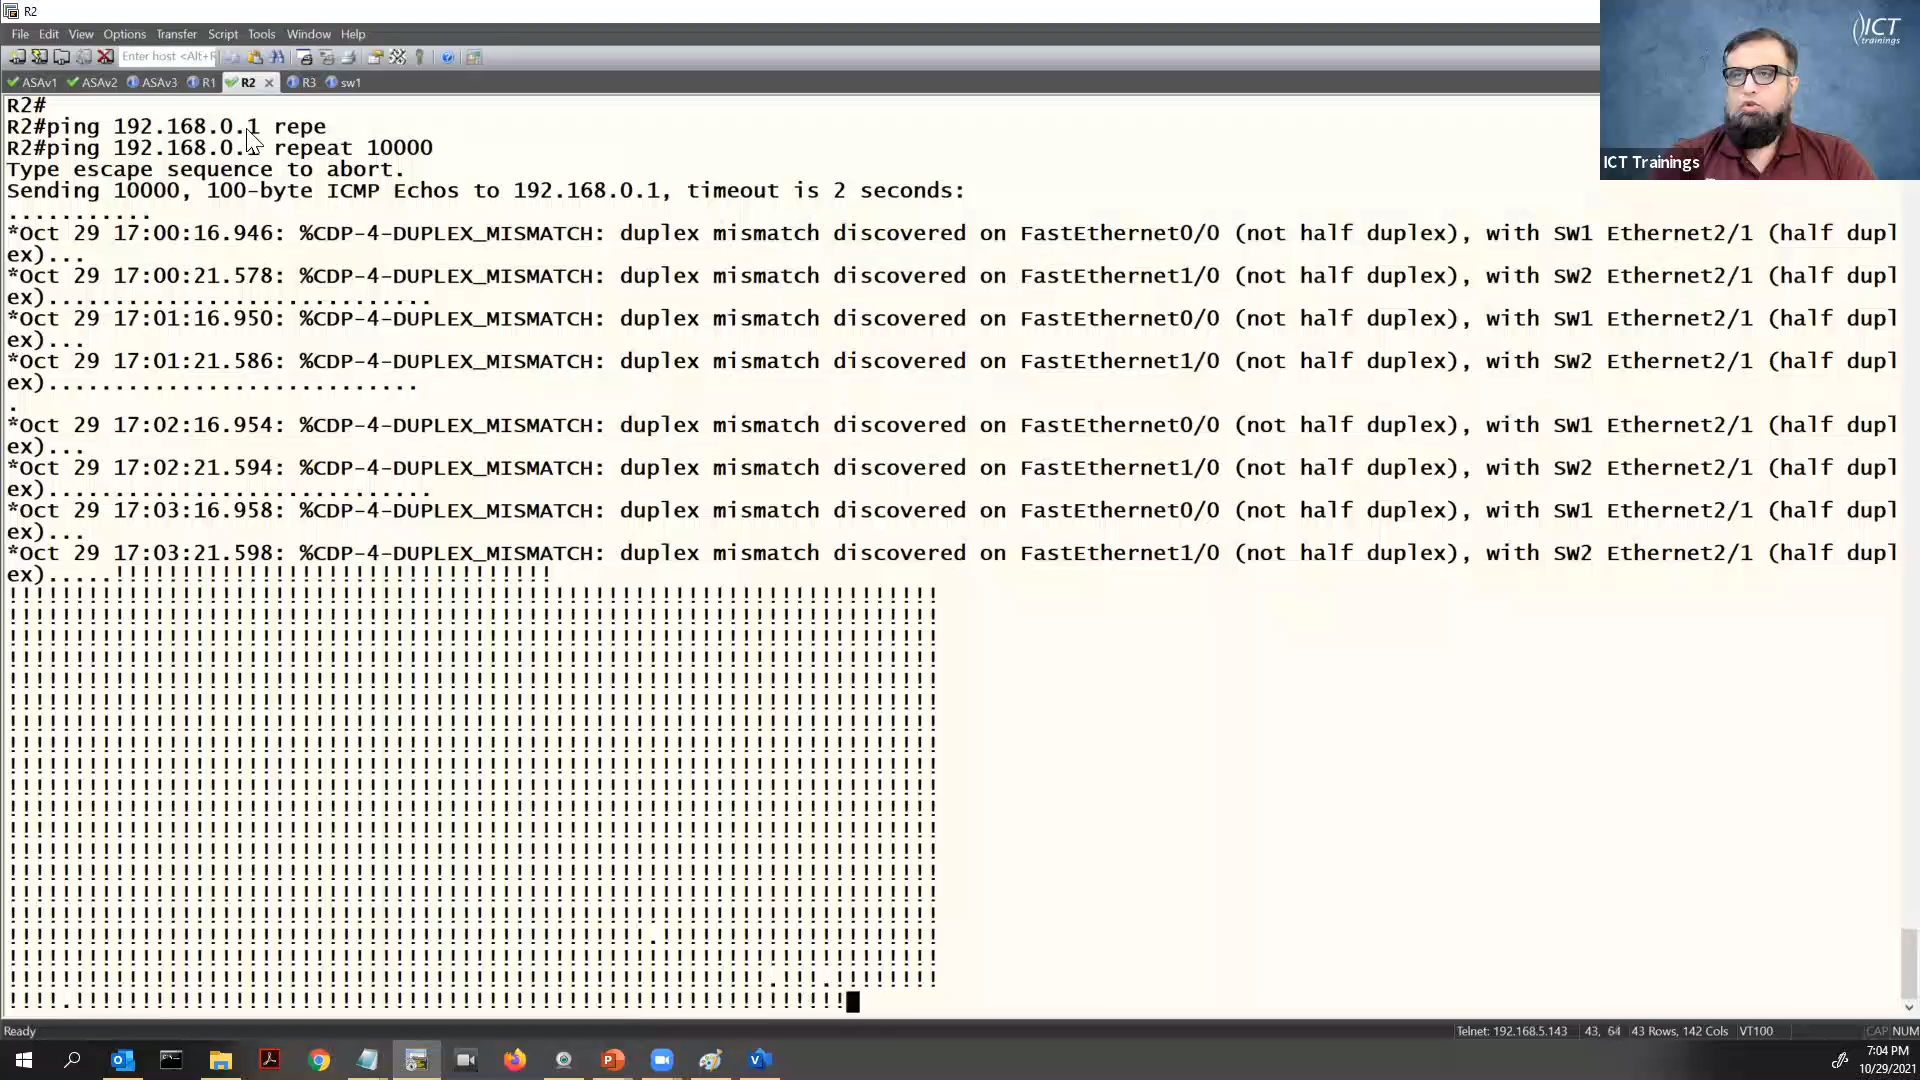 R2
File Edit View Options Transfer Script Tools Window Help
Enter host <Alt+R
ASAv1 ASAv2 ASAv3 R1 R2 R3 sw1
R2#
R2#ping 192.168.0.1 repe
R2#ping 192.168.0.1 repeat 10000
Type escape sequence to abort.
Sending 10000, 100-byte ICMP Echos to 192.168.0.1, timeout is 2 seconds:
...........
*Oct 29 17:00:16.946: %CDP-4-DUPLEX_MISMATCH: duplex mismatch discovered on FastEthernet0/0 (not half duplex), with SW1 Ethernet2/1 (half dupl
ex)...
*Oct 29 17:00:21.578: %CDP-4-DUPLEX_MISMATCH: duplex mismatch discovered on FastEthernet1/0 (not half duplex), with SW2 Ethernet2/1 (half dupl
ex).............................
*Oct 29 17:01:16.950: %CDP-4-DUPLEX_MISMATCH: duplex mismatch discovered on FastEthernet0/0 (not half duplex), with SW1 Ethernet2/1 (half dupl
ex)...
*Oct 29 17:01:21.586: %CDP-4-DUPLEX_MISMATCH: duplex mismatch discovered on FastEthernet1/0 (not half duplex), with SW2 Ethernet2/1 (half dupl
ex)............................
.
*Oct 29 17:02:16.954: %CDP-4-DUPLEX_MISMATCH: duplex mismatch discovered on FastEthernet0/0 (not half duplex), with SW1 Ethernet2/1 (half dupl
ex)...
*Oct 29 17:02:21.594: %CDP-4-DUPLEX_MISMATCH: duplex mismatch discovered on FastEthernet1/0 (not half duplex), with SW2 Ethernet2/1 (half dupl
ex).............................
*Oct 29 17:03:16.958: %CDP-4-DUPLEX_MISMATCH: duplex mismatch discovered on FastEthernet0/0 (not half duplex), with SW1 Ethernet2/1 (half dupl
ex)...
*Oct 29 17:03:21.598: %CDP-4-DUPLEX_MISMATCH: duplex mismatch discovered on FastEthernet1/0 (not half duplex), with SW2 Ethernet2/1 (half dupl
ex).....!!!!!!!!!!!!!!!!!!!!!!!!!!!!!!!!!
ICT trainings
ICT Trainings
Ready
Telnet: 192.168.5.143 43, 64 43 Rows, 142 Cols VT100 CAP NUM
7:04 PM
10/29/2021